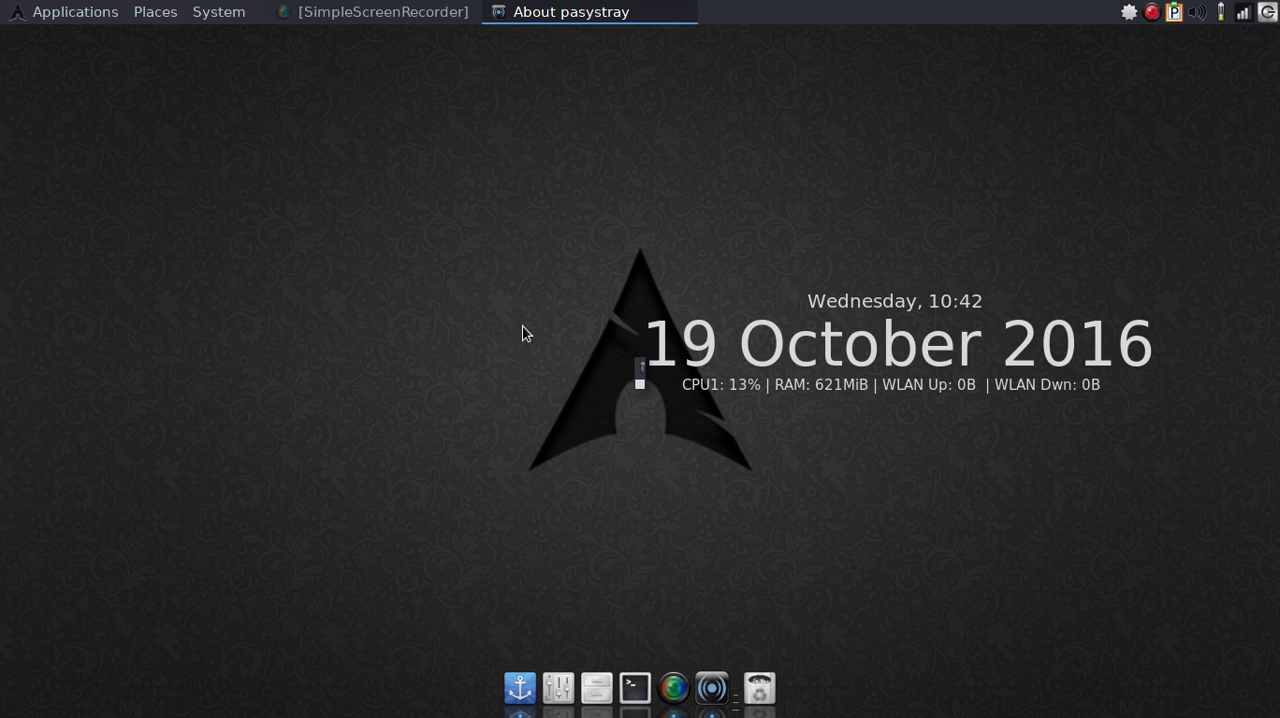 Applications Places System [SimpleScreenRecorder] About pasystray
Wednesday, 10:42
19 October 2016
CPU1: 13% | RAM: 621MiB | WLAN Up: 0B | WLAN Dwn: 0B